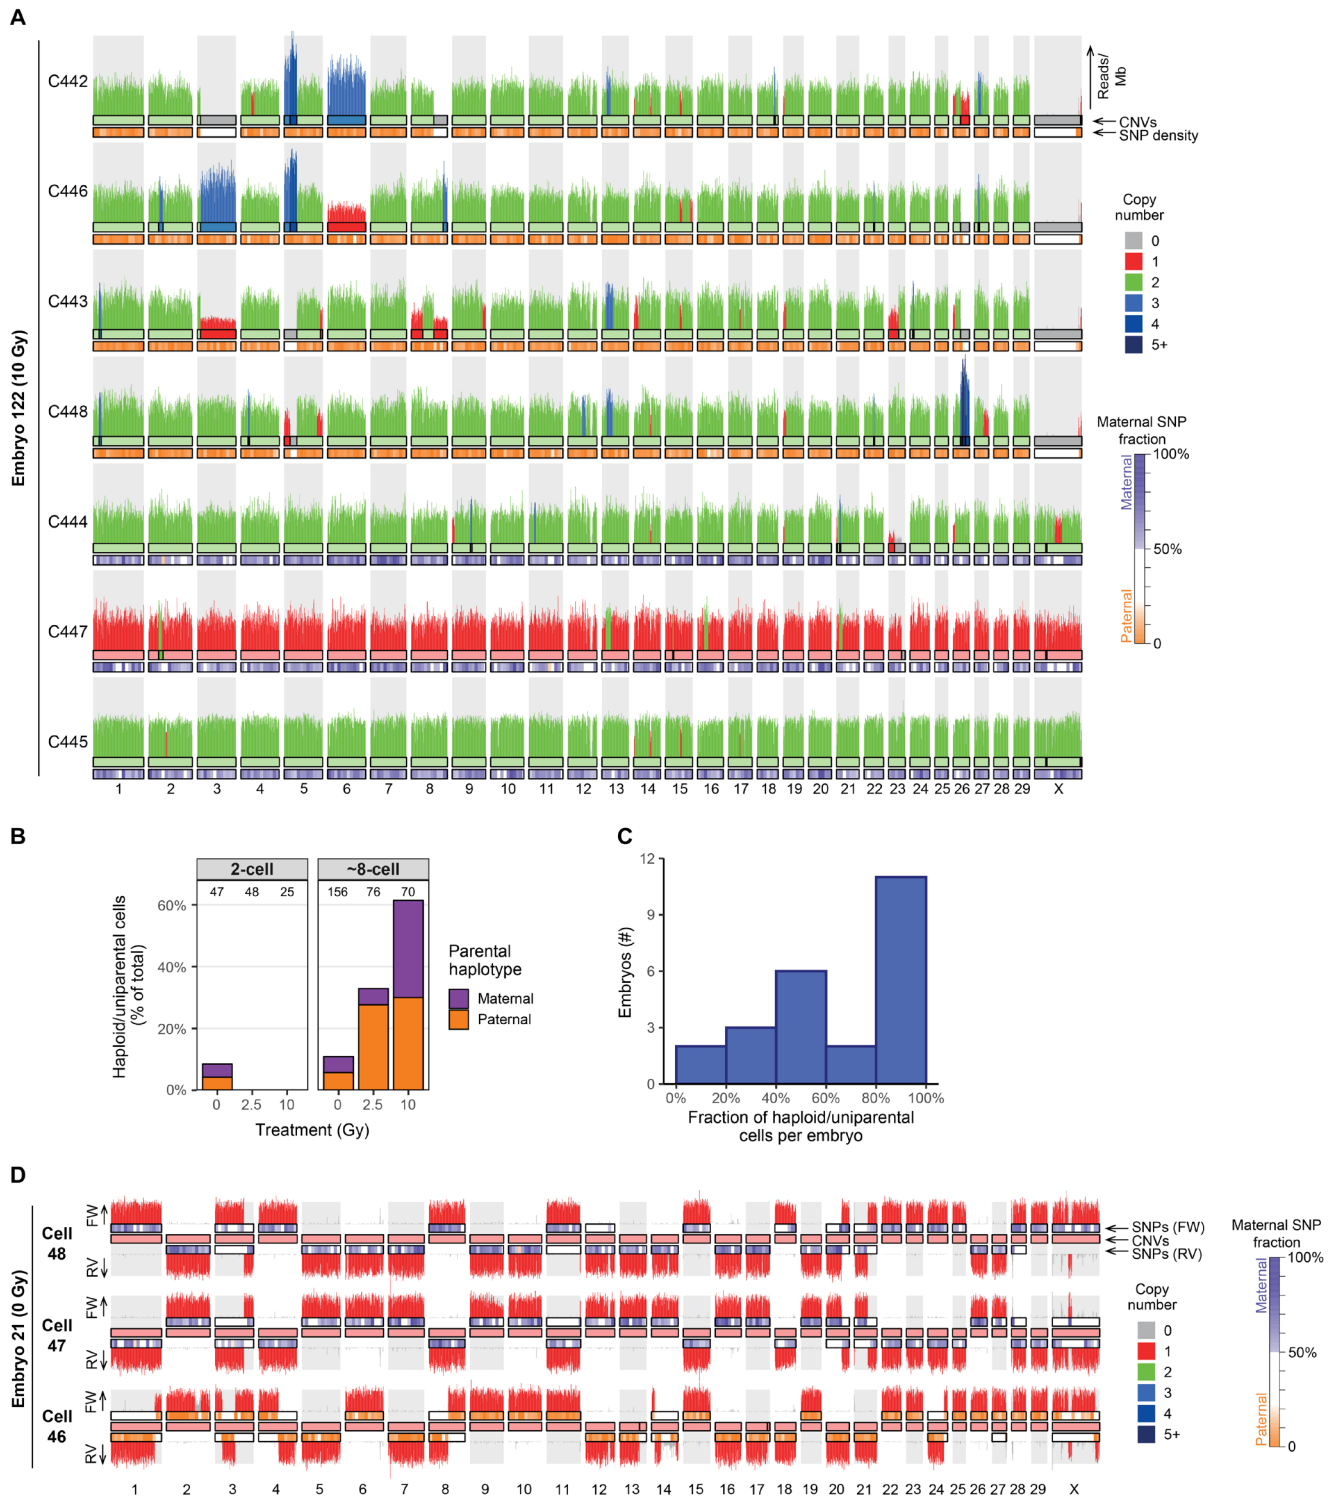 A
Embryo 122 (10 Gy)
C442
C446
C443
C448
C444
C447
C445
Reads/
Mb
CNVs
SNP density
Copy
number
0
1
2
3
4
5+
Maternal SNP
fraction
Maternal
Paternal
100%
50%
0
1 2 3 4 5 6 7 8 9 10 11 12 13 14 15 16 17 18 19 20 21 22 23 24 25 26 27 28 29 X
B
Haploid/uniparental cells
(% of total)
2-cell
~8-cell
47 48 25
156 76 70
60%
40%
20%
0%
0 2.5 10
0 2.5 10
Treatment (Gy)
Parental
haplotype
Maternal
Paternal
C
Embryos (#)
12
9
6
3
0
0% 20% 40% 60% 80% 100%
Fraction of haploid/uniparental
cells per embryo
D
Embryo 21 (0 Gy)
Cell
48
FW
RV
Cell
47
FW
RV
Cell
46
FW
RV
SNPs (FW)
CNVs
SNPs (RV)
Copy
number
0
1
2
3
4
5+
Maternal SNP
fraction
Maternal
Paternal
100%
50%
0
1 2 3 4 5 6 7 8 9 10 11 12 13 14 15 16 17 18 19 20 21 22 23 24 25 26 27 28 29 X